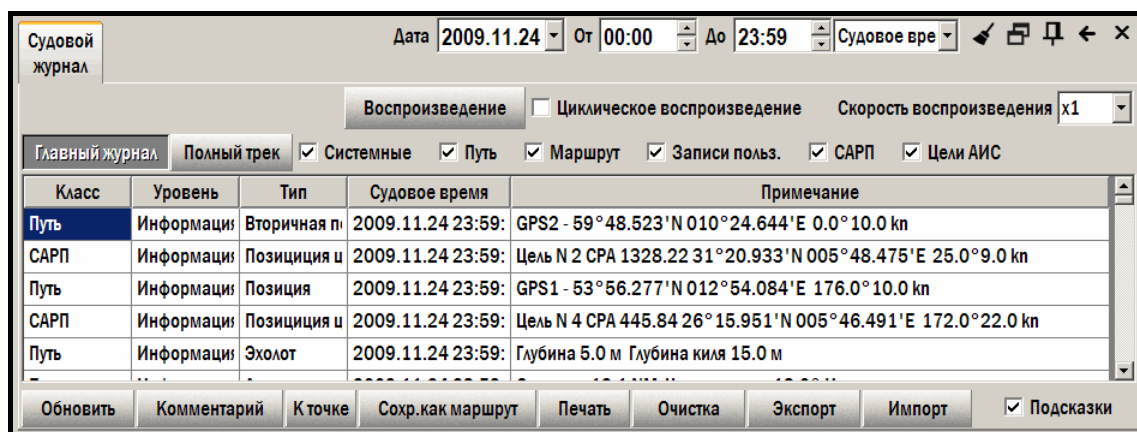 Судовой журнал
Дата 2009.11.24 От 00:00 До 23:59 Судовое вре
Воспроизведение Циклическое воспроизведение Скорость воспроизведения x1
Главный журнал Полный трек Системные Путь Маршрут Записи польз. САРП Цели АИС
Класс Уровень Тип Судовое время Примечание
Путь Информация Вторичная 2009.11.24 23:59: GPS2 - 59°48.523'N 010°24.644'E 0.0°10.0 kn
САРП Информация Позициция ц 2009.11.24 23:59: Цель N 2 CPA 1328.22 31°20.933'N 005°48.475'E 25.0°9.0 kn
Путь Информация Позиция 2009.11.24 23:59: GPS1 - 53°56.277'N 012°54.084'E 176.0°10.0 kn
САРП Информация Позициция ц 2009.11.24 23:59: Цель N 4 CPA 445.84 26°15.951'N 005°46.491'E 172.0°22.0 kn
Путь Информация Эхолот 2009.11.24 23:59: Глубина 5.0 м Глубина киля 15.0 м
Обновить Комментарий К точке Сохр.как маршрут Печать Очистка Экспорт Импорт Подсказки